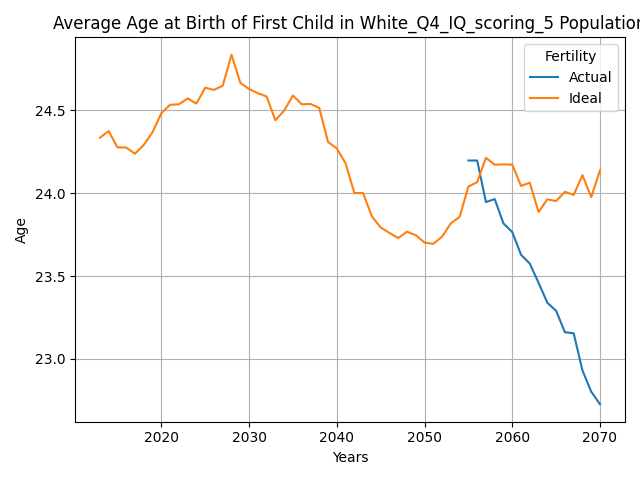 Average Age at Birth of First Child in White_Q4_IQ_scoring_5 Population
Fertility
Actual
Ideal
24.5
24.0
23.5
23.0
Age
2020
2030
2040
2050
2060
2070
Years